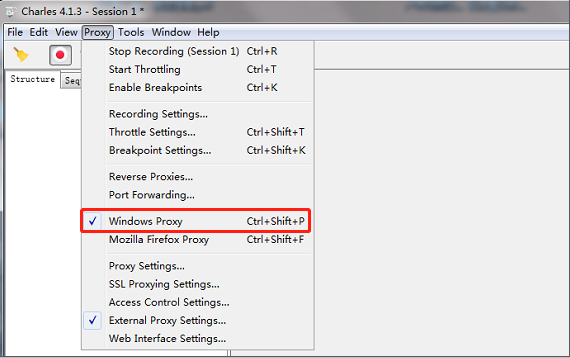 Charles 4.1.3 - Session 1 *
File Edit View Proxy Tools Window Help
Stop Recording (Session 1) Ctrl+R
Start Throttling Ctrl+T
Enable Breakpoints Ctrl+K
Structure Seq
Recording Settings...
Throttle Settings... Ctrl+Shift+T
Breakpoint Settings... Ctrl+Shift+K
Reverse Proxies...
Port Forwarding...
Windows Proxy Ctrl+Shift+P
Mozilla Firefox Proxy Ctrl+Shift+F
Proxy Settings...
SSL Proxying Settings...
Access Control Settings...
External Proxy Settings...
Web Interface Settings...